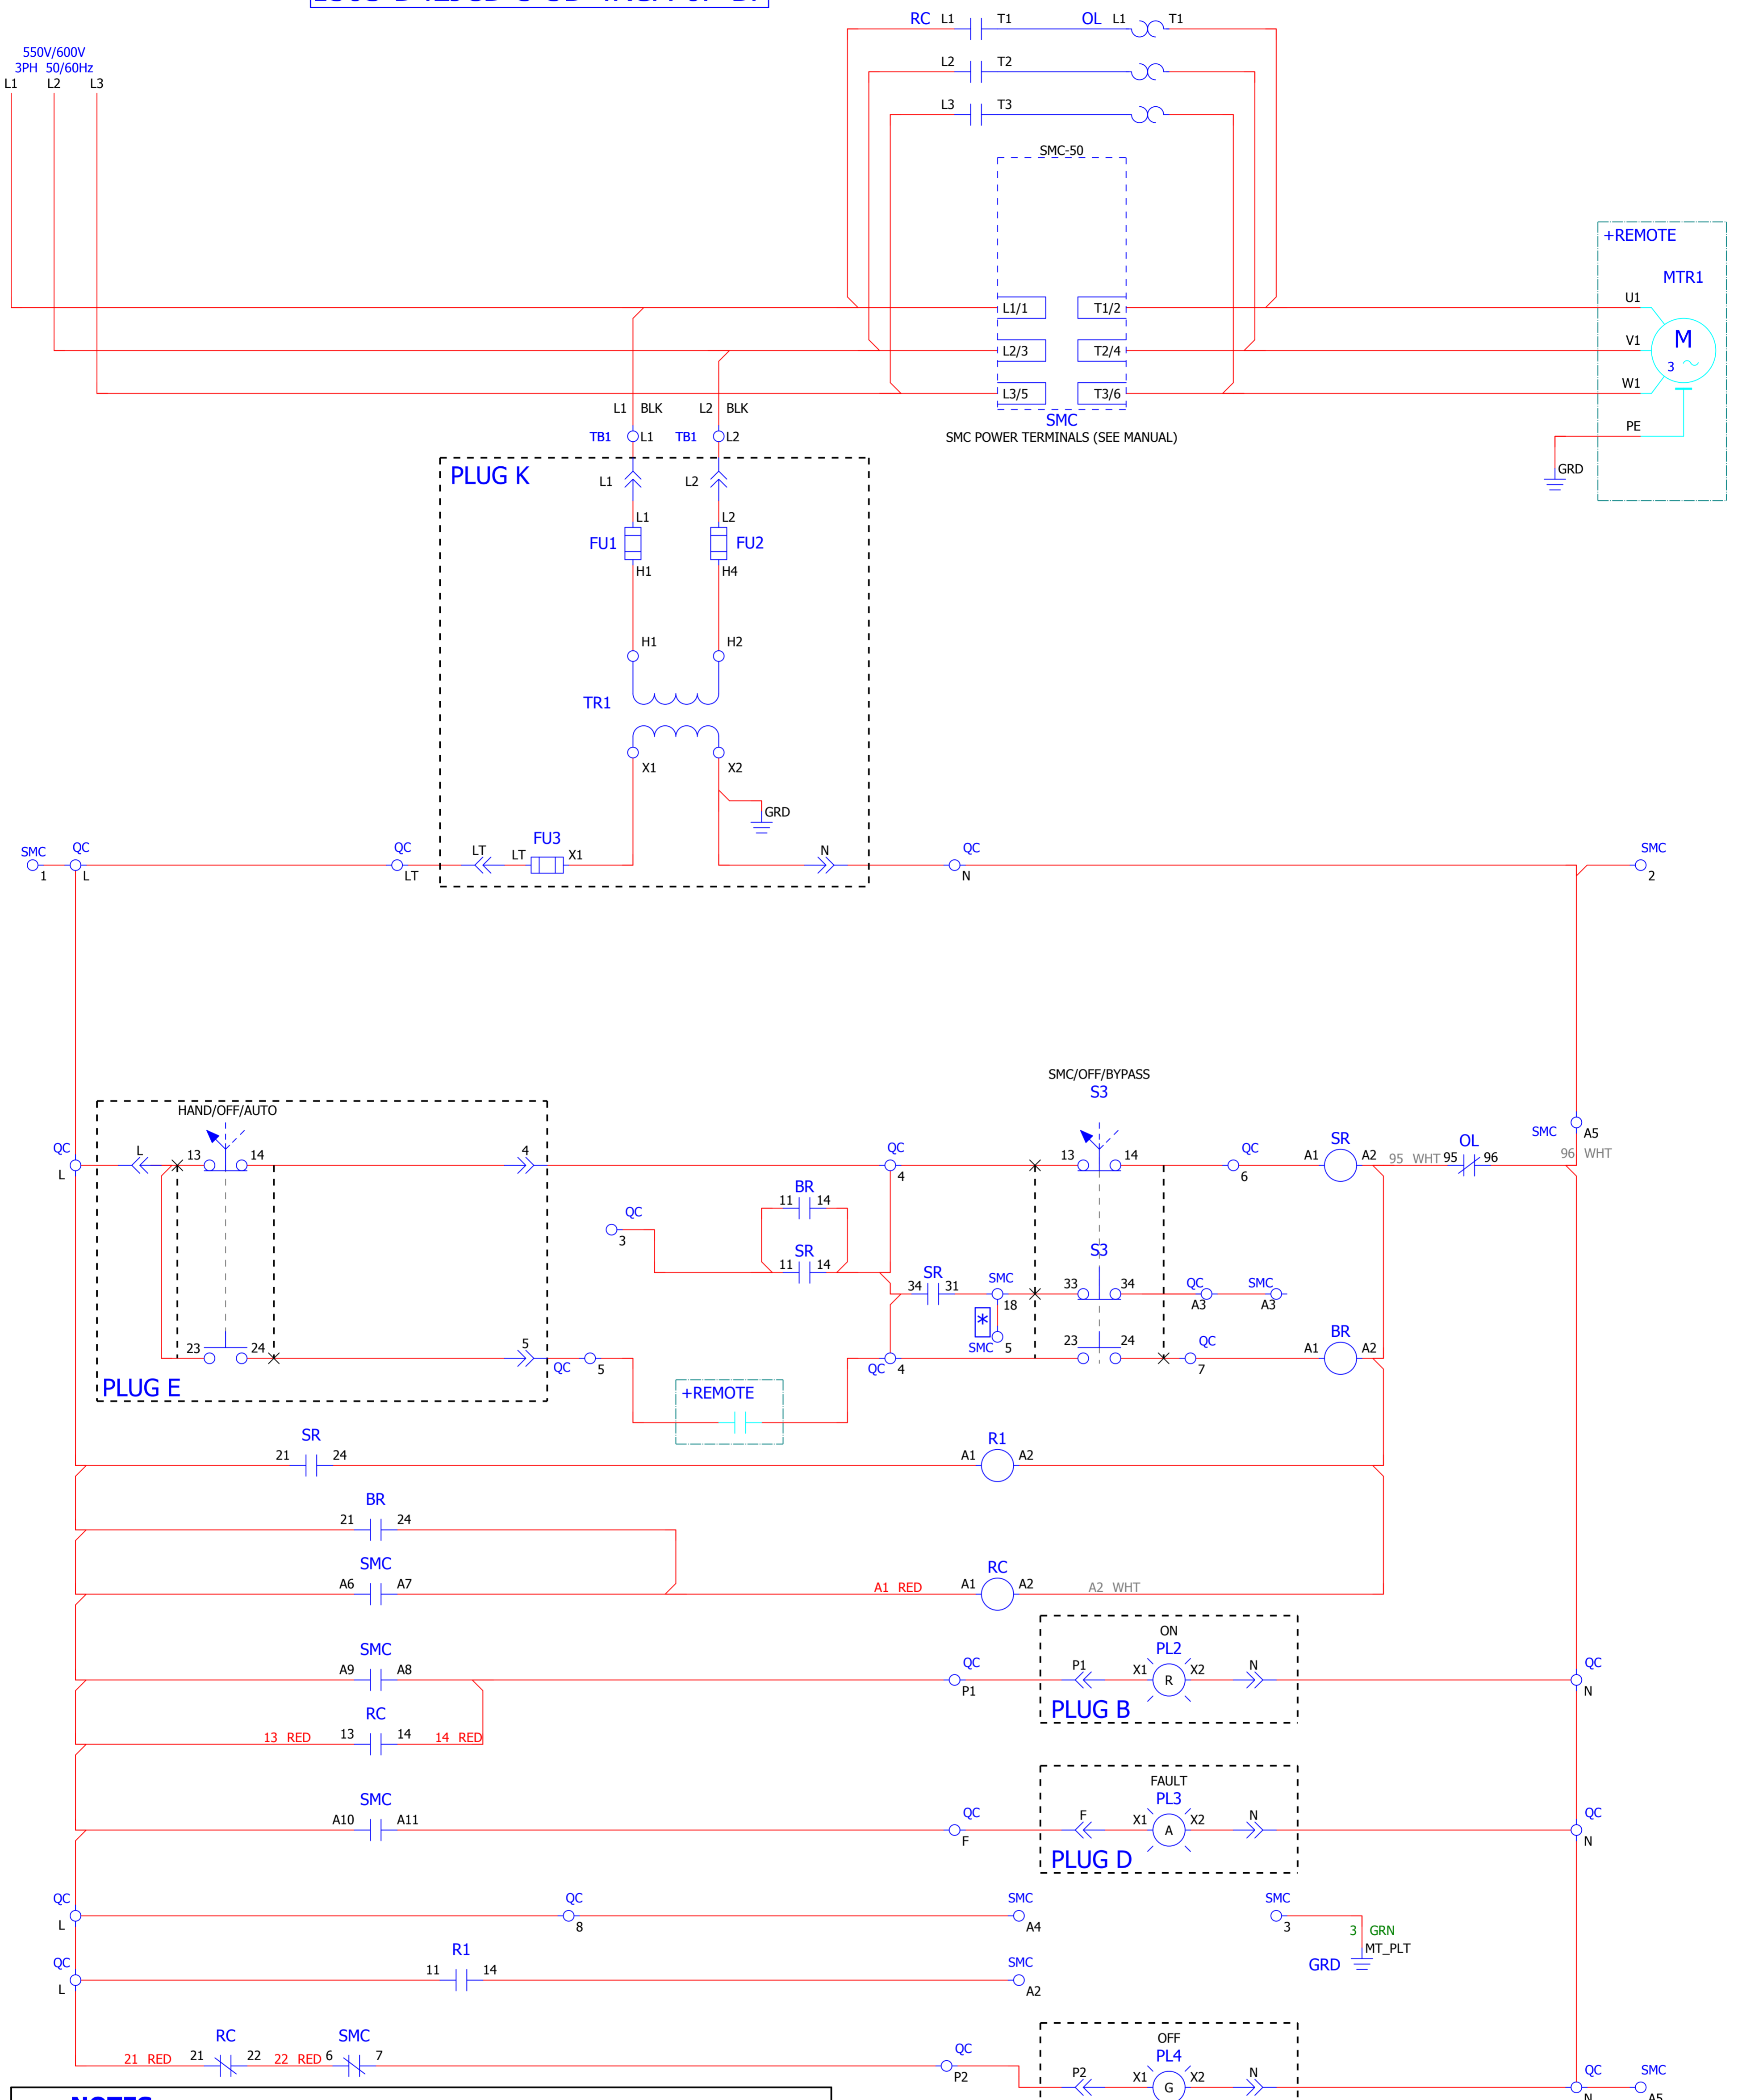 RC L1 T1 OL L1 T1
550V/600V
3PH 50/60Hz
L1 L2 L3
L2 T2
L3 T3
SMC-50
+REMOTE
MTR1
U1
L1/1 T1/2
M
3
V1
L2/3 T2/4
W1
L3/5 T3/6
L1 BLK L2 BLK
SMC
PE
TB1 L1 TB1 L2
SMC POWER TERMINALS (SEE MANUAL)
GRD
PLUG K
L1 L2
L1 L2
FU1 FU2
H1 H4
H1 H2
TR1
X1 X2
GRD
FU3
SMC QC QC LT LT X1 N QC SMC
1 L LT N 2
SMC/OFF/BYPASS
S3
HAND/OFF/AUTO
SMC A5
QC L 13 14 4 QC 13 14 QC SR OL
A1 A2 95 WHT 95 96 96 WHT
L 4 6
BR
11 14
QC
3
SR
11 14
S3
SR
34 31 SMC 33 34 QC SMC
18 A3 A3
*
SMC 5
23 24 5 23 24 QC BR
A1 A2
QC 5 QC 4 7
PLUG E
+REMOTE
SR
21 24
R1
A1 A2
BR
21 24
SMC
A6 A7
RC
A1 RED A1 A2 A2 WHT
ON
PL2
SMC
A9 A8
QC P1 X1 R X2 N QC
P1 N
PLUG B
RC
13 RED 13 14 14 RED
FAULT
PL3
SMC
A10 A11
QC F X1 A X2 N QC
F N
PLUG D
QC QC SMC SMC
L 8 A4 3
3 GRN
MT_PLT
GRD
QC R1 SMC
11 14
L A2
OFF
PL4
RC SMC
21 RED 21 22 22 RED 6 7
QC
P2
P2 X1 G X2 N QC SMC
N A5
NOTES